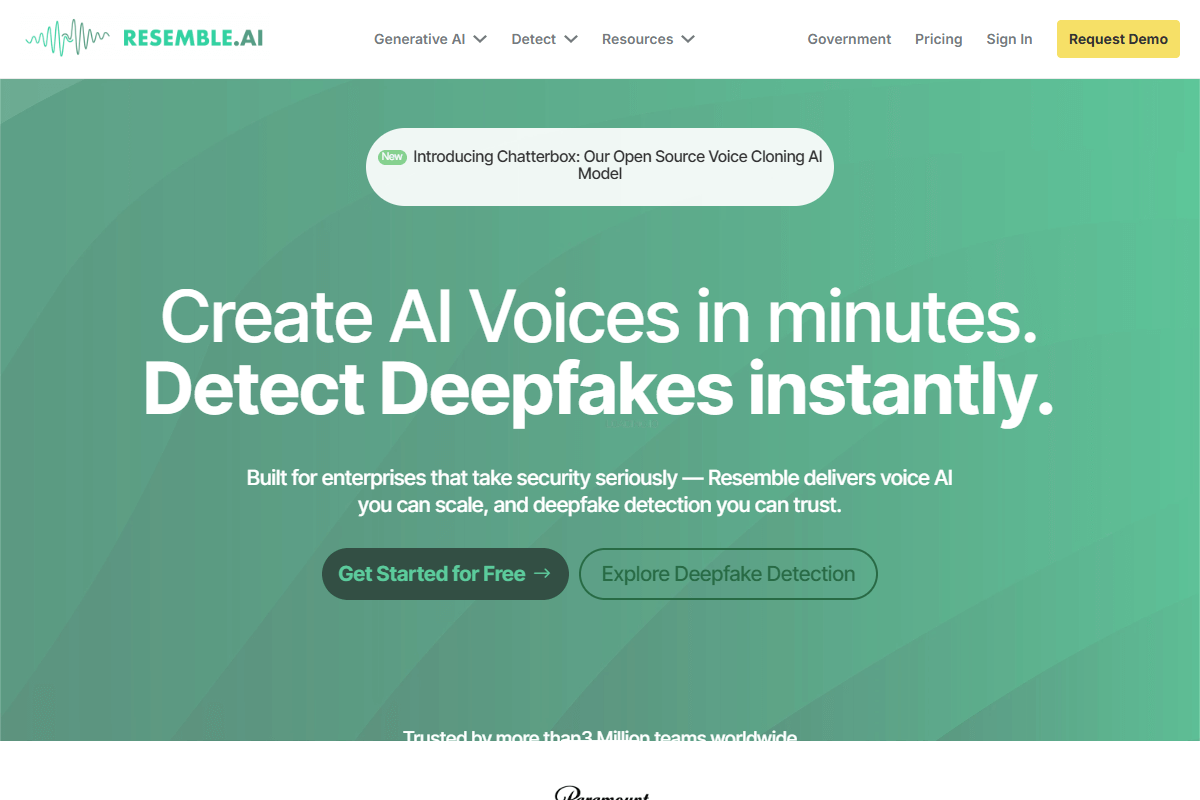 RESEMBLE.AI
Generative AI
Detect
Resources
Government
Pricing
Sign In
Request Demo
New Introducing Chatterbox: Our Open Source Voice Cloning AI
Model
Create AI Voices in minutes.
Detect Deepfakes instantly.
Built for enterprises that take security seriously — Resemble delivers voice AI
you can scale, and deepfake detection you can trust.
Get Started for Free →
Explore Deepfake Detection
Trusted by more than3 Million teams worldwide
Paramount